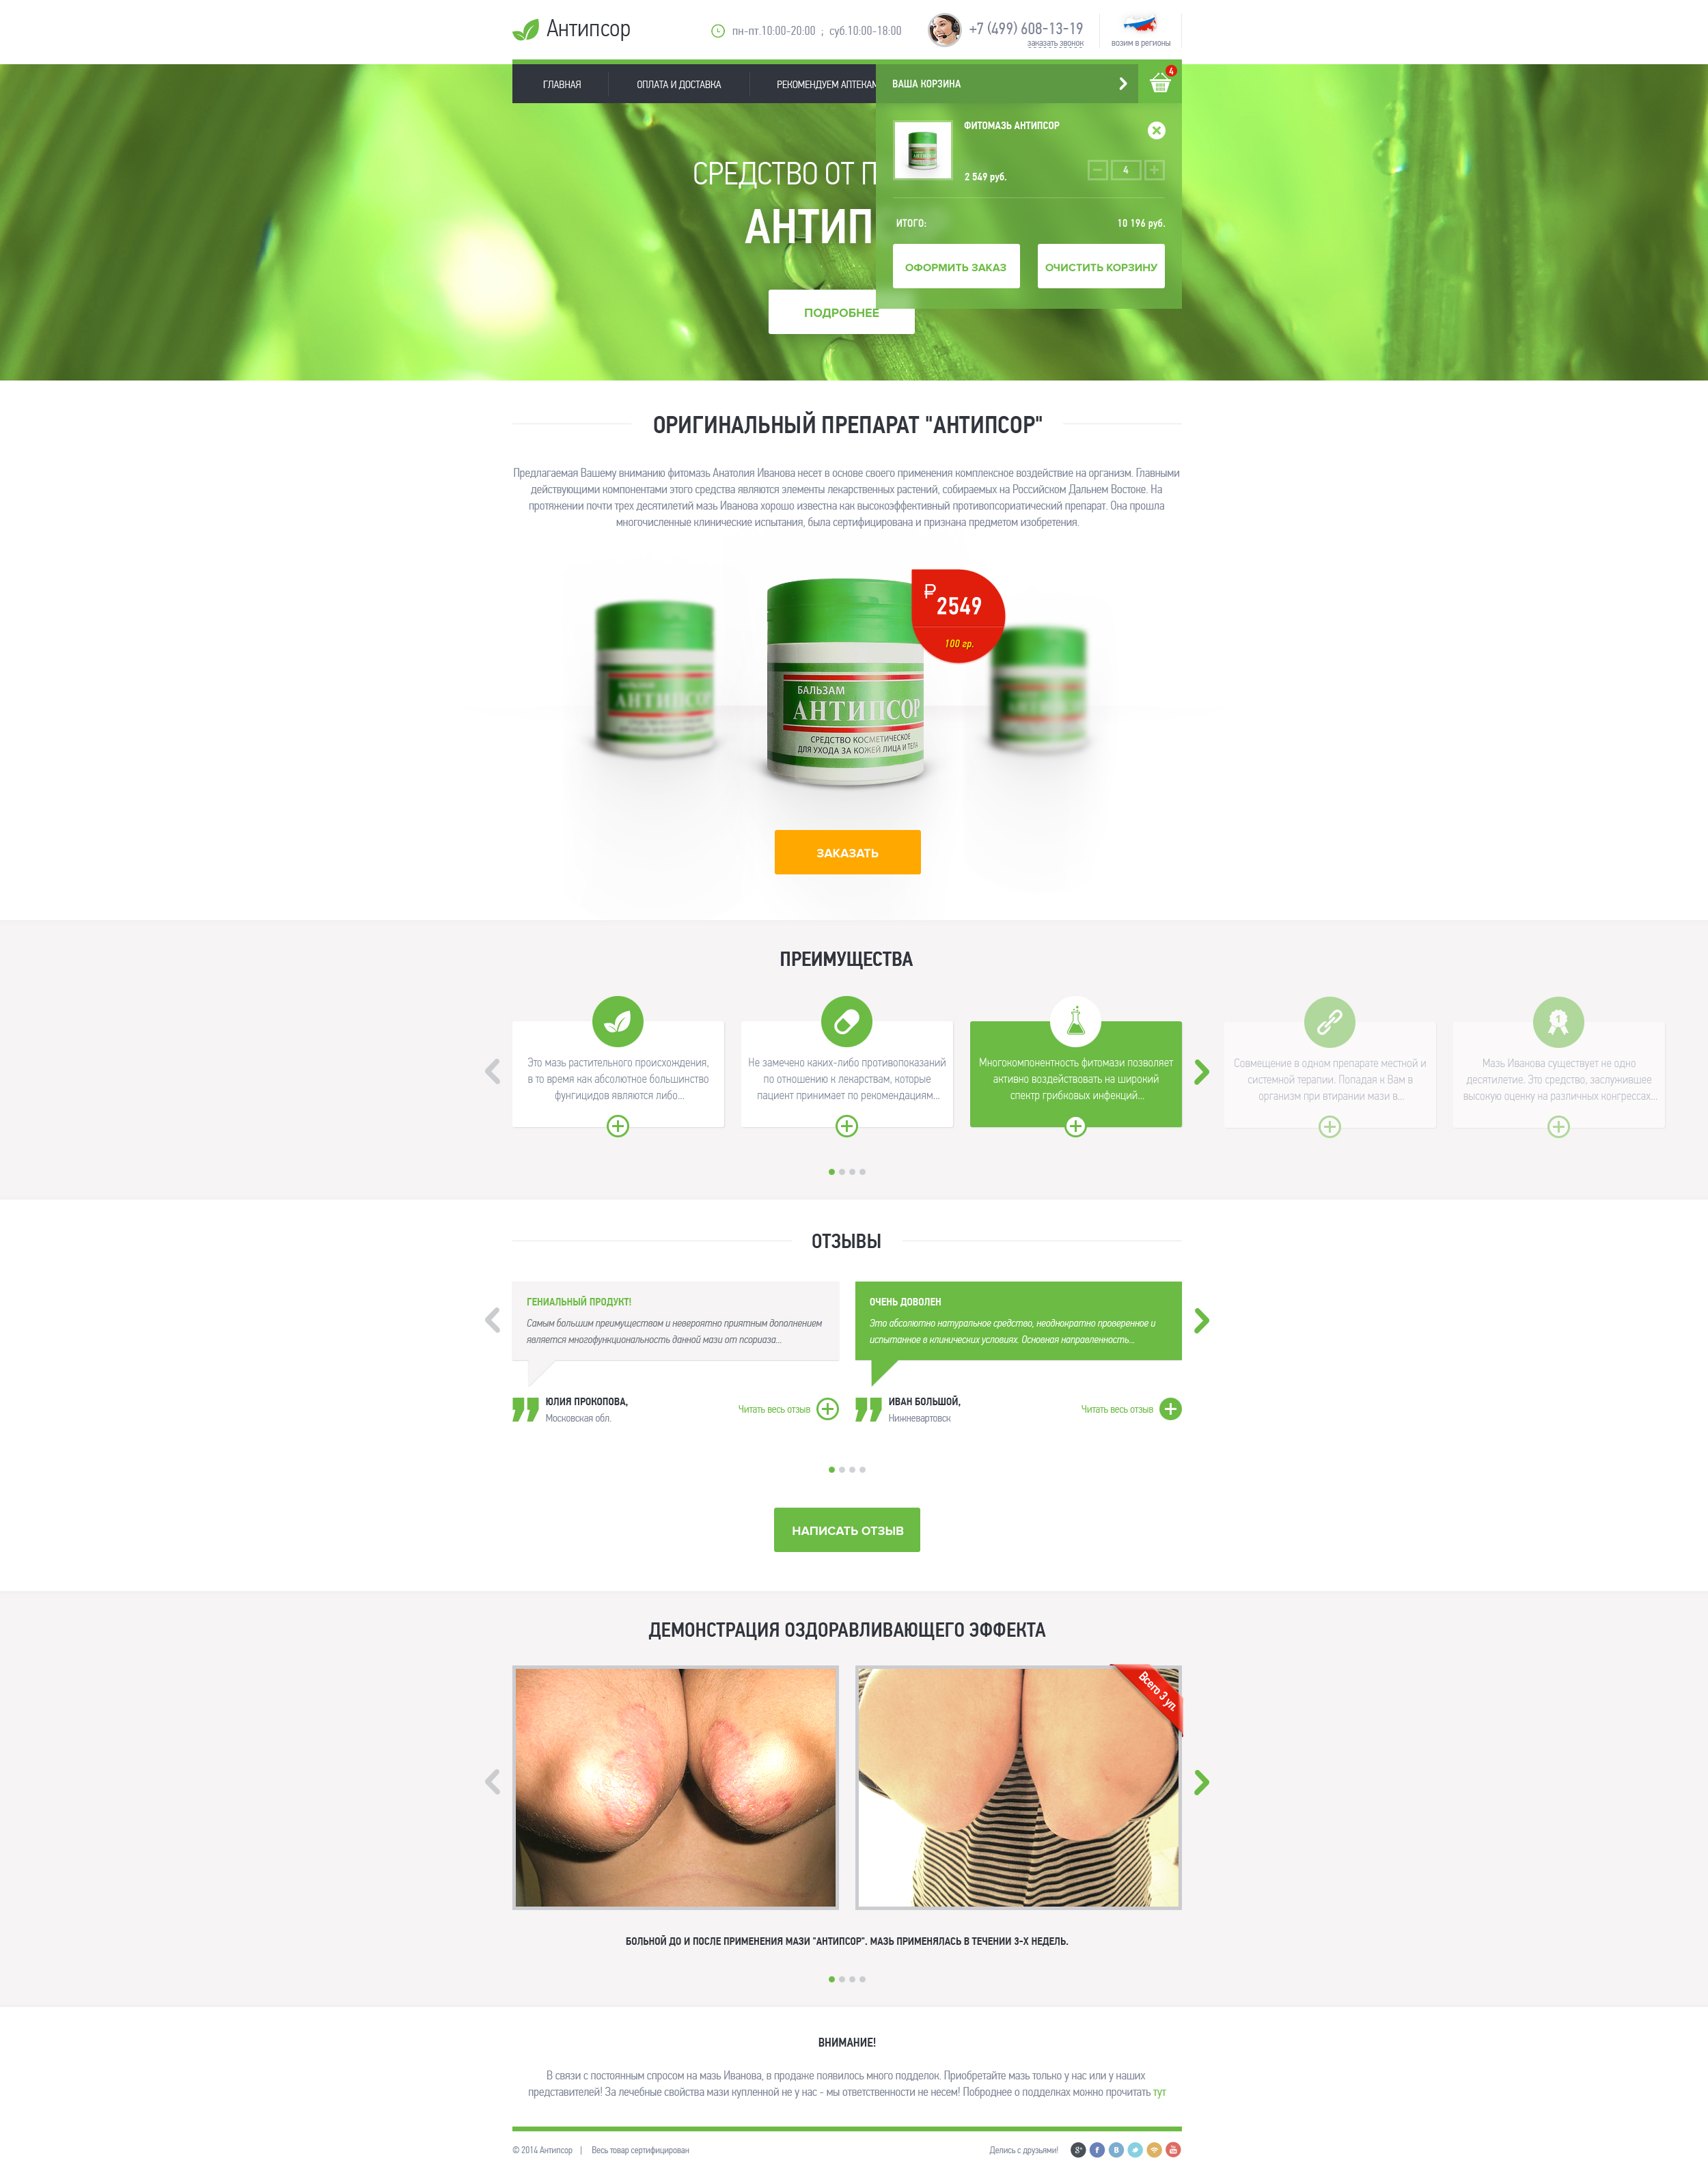 Антипсор
пн-пт.10:00-20:00 ; суб.10:00-18:00
+7 (499) 608-13-19
заказать звонок
возим в регионы
ГЛАВНАЯ
ОПЛАТА И ДОСТАВКА
РЕКОМЕНДУЕМ АПТЕКАМ
ВАША КОРЗИНА
4
ФИТОМАЗЬ АНТИПСОР
2 549 руб.
4
ИТОГО:
10 196 руб.
ОФОРМИТЬ ЗАКАЗ
ОЧИСТИТЬ КОРЗИНУ
СРЕДСТВО ОТ П
АНТИП
ПОДРОБНЕЕ
ОРИГИНАЛЬНЫЙ ПРЕПАРАТ "АНТИПСОР"
Предлагаемая Вашему вниманию фитомазь Анатолия Иванова несет в основе своего применения комплексное воздействие на организм. Главными
действующими компонентами этого средства являются элементы лекарственных растений, собираемых на Российском Дальнем Востоке. На
протяжении почти трех десятилетий мазь Иванова хорошо известна как высокоэффективный противопсориатический препарат. Она прошла
многочисленные клинические испытания, была сертифицирована и признана предметом изобретения.
₽ 2549
100 гр.
БАЛЬЗАМ
АНТИПСОР
СРЕДСТВО КОСМЕТИЧЕСКОЕ
ДЛЯ УХОДА ЗА КОЖЕЙ ЛИЦА И ТЕЛА
БАЛЬЗАМ
АНТИПСОР
ЗАКАЗАТЬ
ПРЕИМУЩЕСТВА
Это мазь растительного происхождения,
в то время как абсолютное большинство
фунгицидов являются либо...
Не замечено каких-либо противопоказаний
по отношению к лекарствам, которые
пациент принимает по рекомендациям...
Многокомпонентность фитомази позволяет
активно воздействовать на широкий
спектр грибковых инфекций...
Совмещение в одном препарате местной и
системной терапии. Попадая к Вам в
организм при втирании мази в...
1
Мазь Иванова существует не одно
десятилетие. Это средство, заслужившее
высокую оценку на различных конгрессах...
ОТЗЫВЫ
ГЕНИАЛЬНЫЙ ПРОДУКТ!
Самым большим преимуществом и невероятно приятным дополнением
является многофункциональность данной мази от псориаза...
ЮЛИЯ ПРОКОПОВА,
Московская обл.
Читать весь отзыв
ОЧЕНЬ ДОВОЛЕН
Это абсолютно натуральное средство, неоднократно проверенное и
испытанное в клинических условиях. Основная направленность...
ИВАН БОЛЬШОЙ,
Нижневартовск
Читать весь отзыв
НАПИСАТЬ ОТЗЫВ
ДЕМОНСТРАЦИЯ ОЗДОРАВЛИВАЮЩЕГО ЭФФЕКТА
Всего 3 уп.
БОЛЬНОЙ ДО И ПОСЛЕ ПРИМЕНЕНИЯ МАЗИ "АНТИПСОР". МАЗЬ ПРИМЕНЯЛАСЬ В ТЕЧЕНИИ 3-Х НЕДЕЛЬ.
ВНИМАНИЕ!
В связи с постоянным спросом на мазь Иванова, в продаже появилось много подделок. Приобретайте мазь только у нас или у наших
представителей! За лечебные свойства мази купленной не у нас - мы ответственности не несем! Побробнее о подделках можно прочитать тут
© 2014 Антипсор | Весь товар сертифицирован
Делись с друзьями!